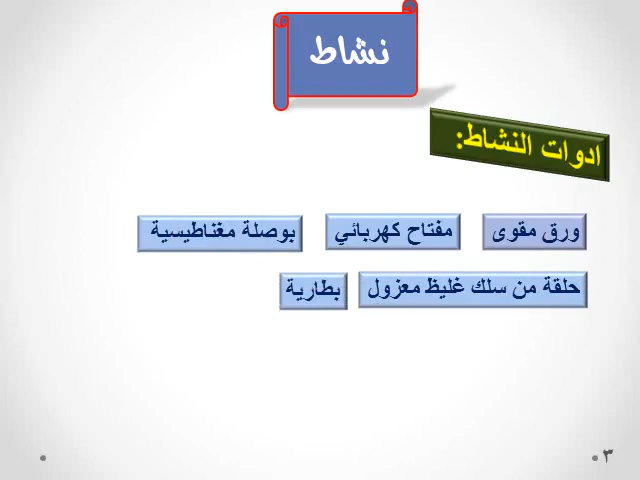 نشاط
ادوات النشاط:
ورق مقوى مفتاح كهربائي بوصلة مغناطيسية
حلقة من سلك غليظ معزول بطارية
٣